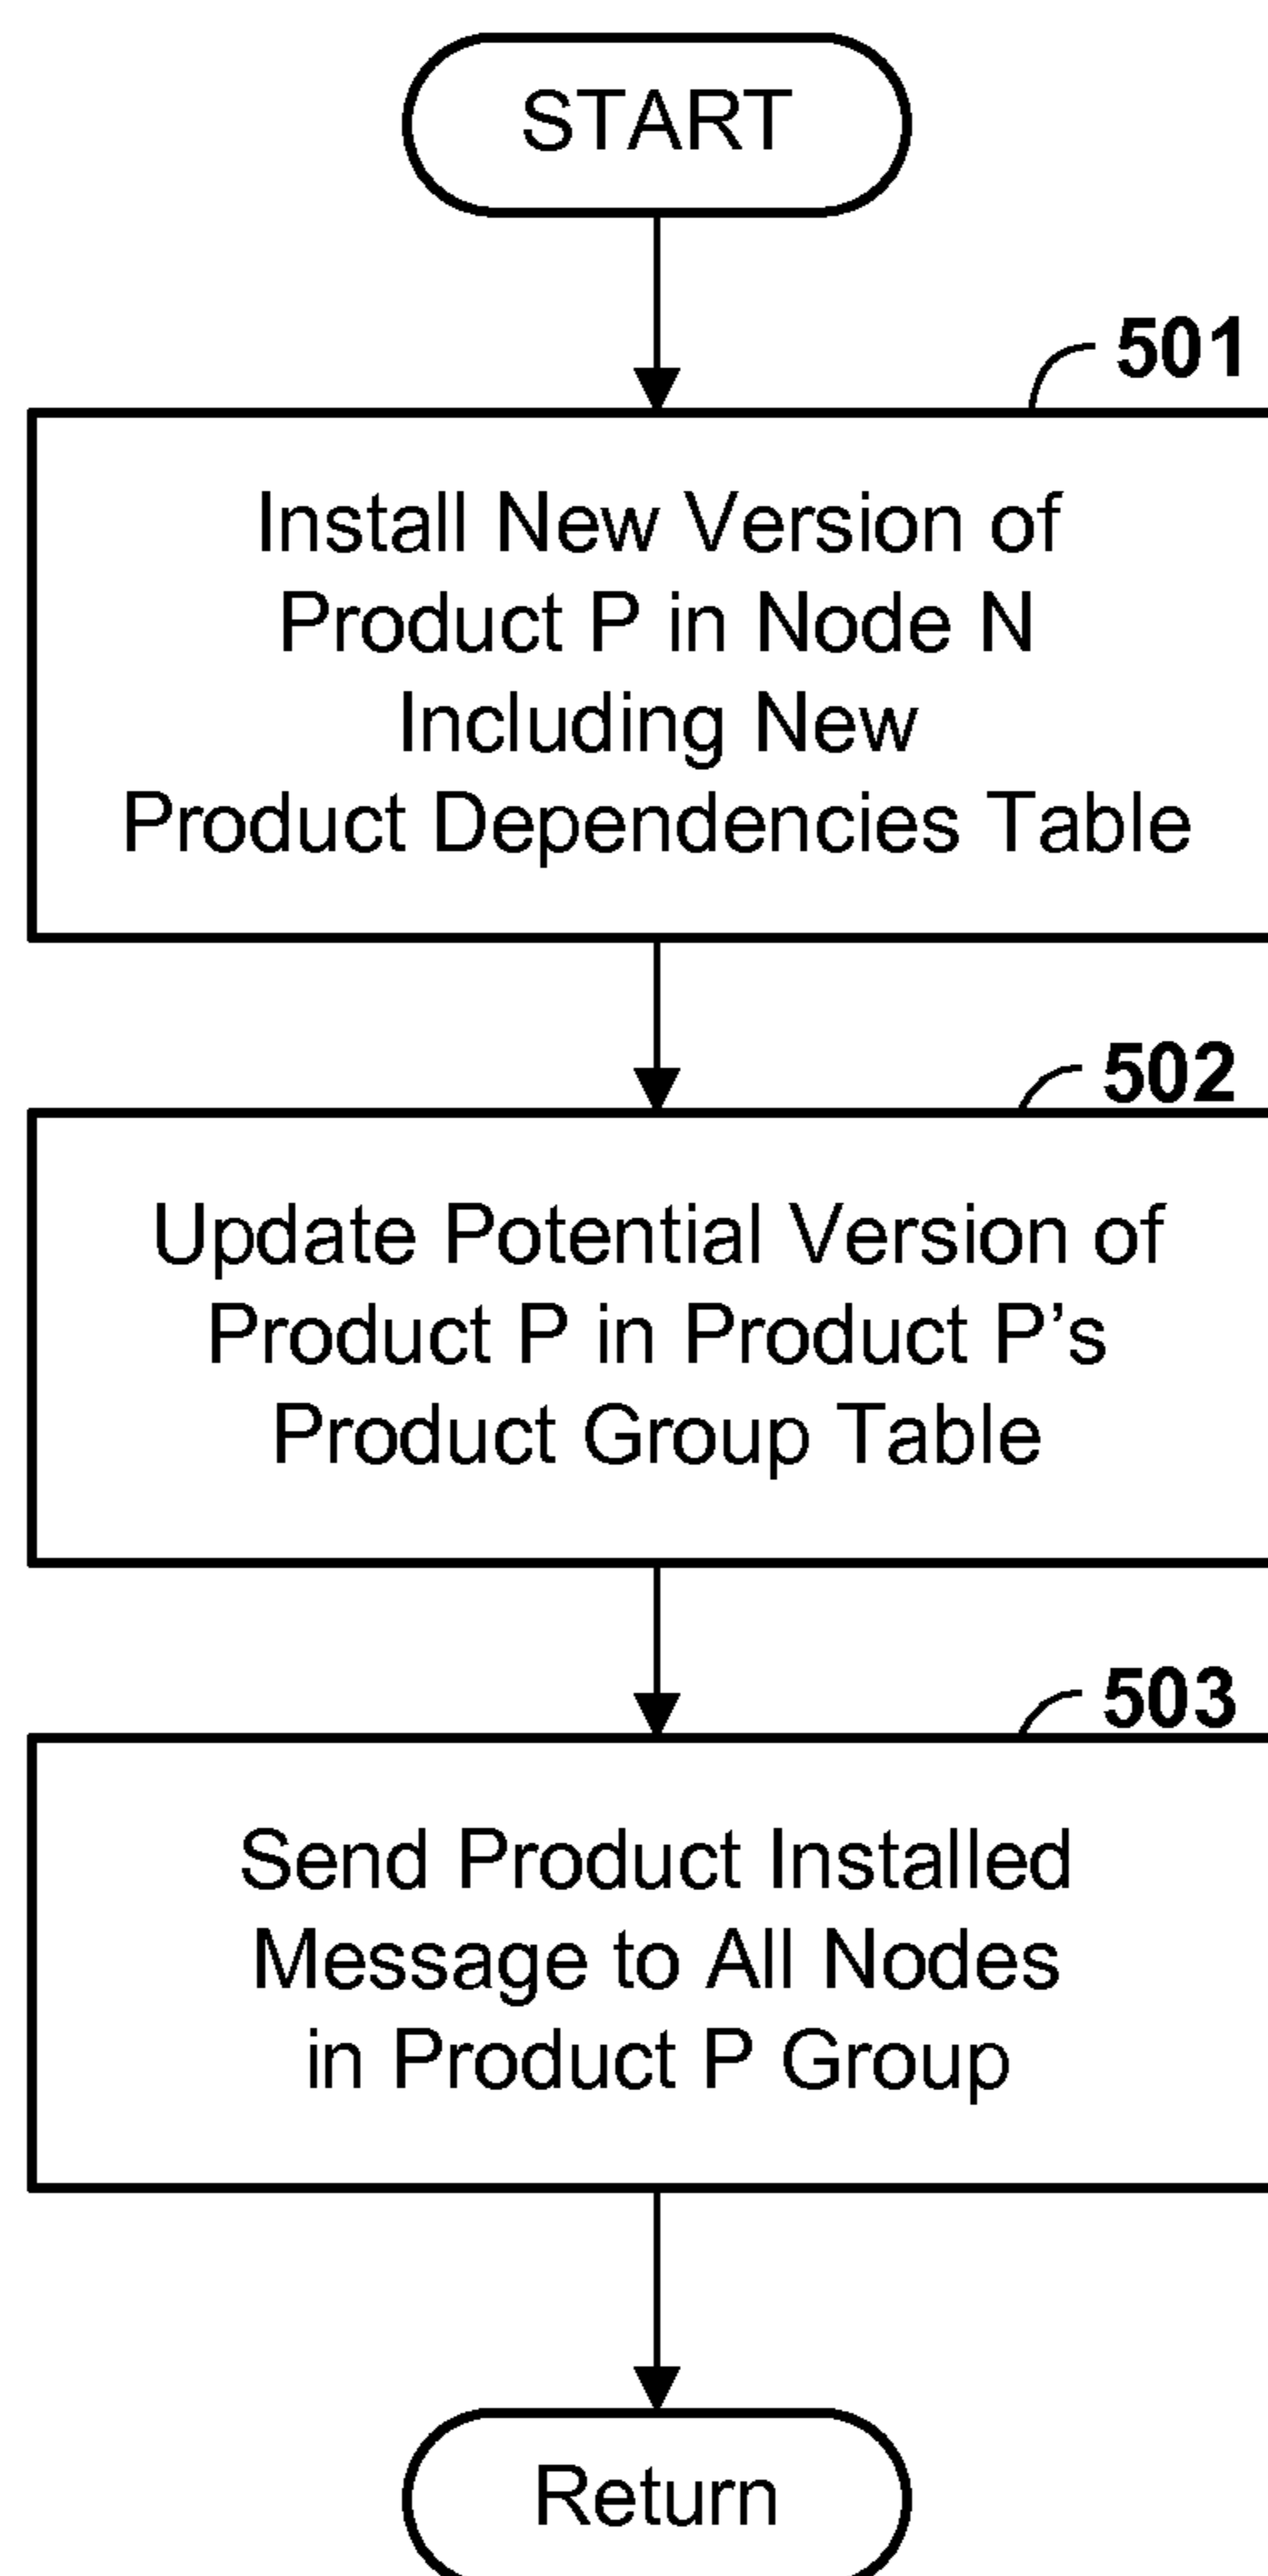 START
501
Install New Version of
Product P in Node N
Including New
Product Dependencies Table
502
Update Potential Version of
Product P in Product P’s
Product Group Table
503
Send Product Installed
Message to All Nodes
in Product P Group
Return